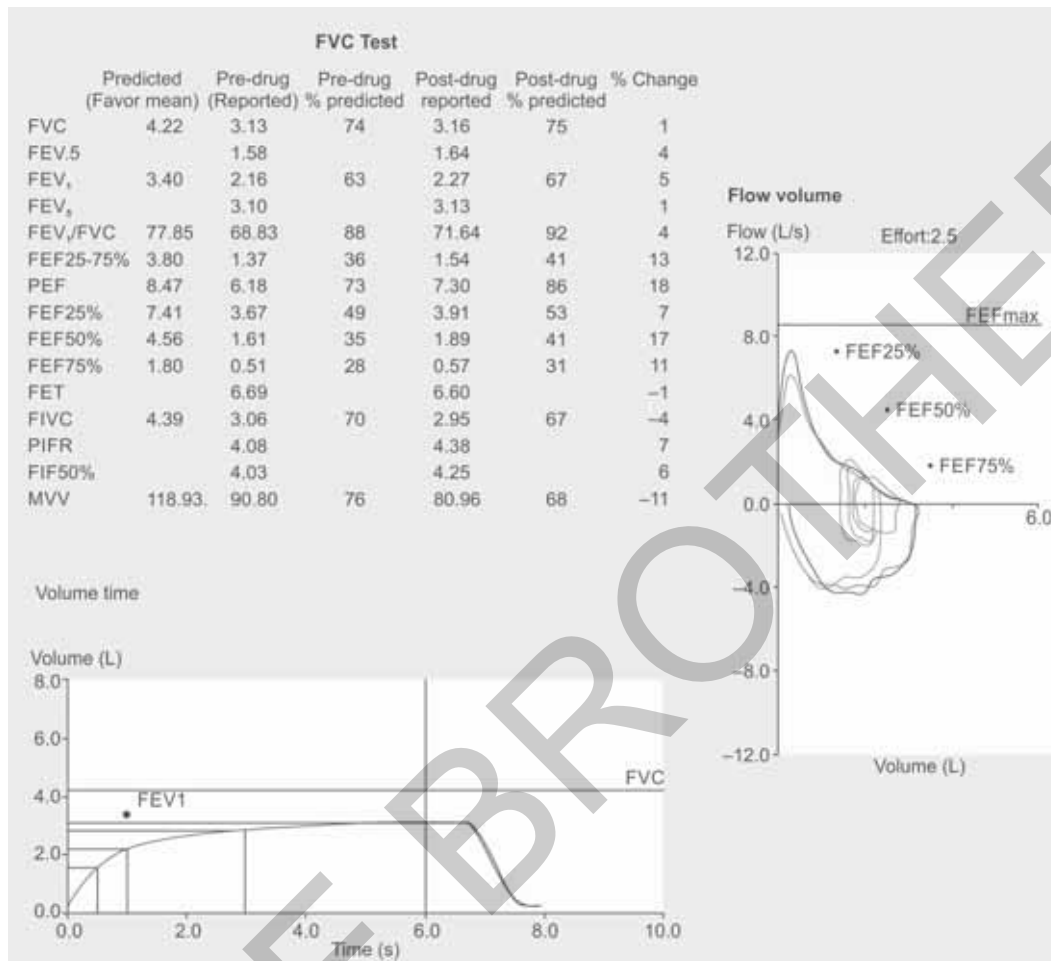 FVC Test
Predicted Pre-drug Pre-drug Post-drug Post-drug % Change
(Favor mean) (Reported) % predicted reported % predicted
FVC 4.22 3.13 74 3.16 75 1
FEV.5 1.58 1.64 4
FEV₁ 3.40 2.16 63 2.27 67 5
3.10 3.13 1
FEV₁/FVC 77.85 68.83 88 71.64 92 4
FEF25-75% 3.80 1.37 36 1.54 41 13
PEF 8.47 6.18 73 7.30 86 18
FEF25% 7.41 3.67 49 3.91 53 7
FEF50% 4.56 1.61 35 1.89 41 17
FEF75% 1.80 0.51 28 0.57 31 11
FET 6.69 6.60 –1
FIVC 4.39 3.06 70 2.95 67 –4
PIFR 4.08 4.38 7
FIF50% 4.03 4.25 6
MVV 118.93. 90.80 76 80.96 68 –11
Flow volume
Flow (L/s) Effort:2.5
12.0
FEFmax
8.0
FEF25%
4.0
FEF50%
FEF75%
0.0
6.0
–4.0
–8.0
–12.0
Volume (L)
Volume time
Volume (L)
8.0
6.0
FVC
4.0
FEV1
2.0
0.0
0.0 2.0 4.0 6.0 8.0 10.0
Time (s)
E BROTHE